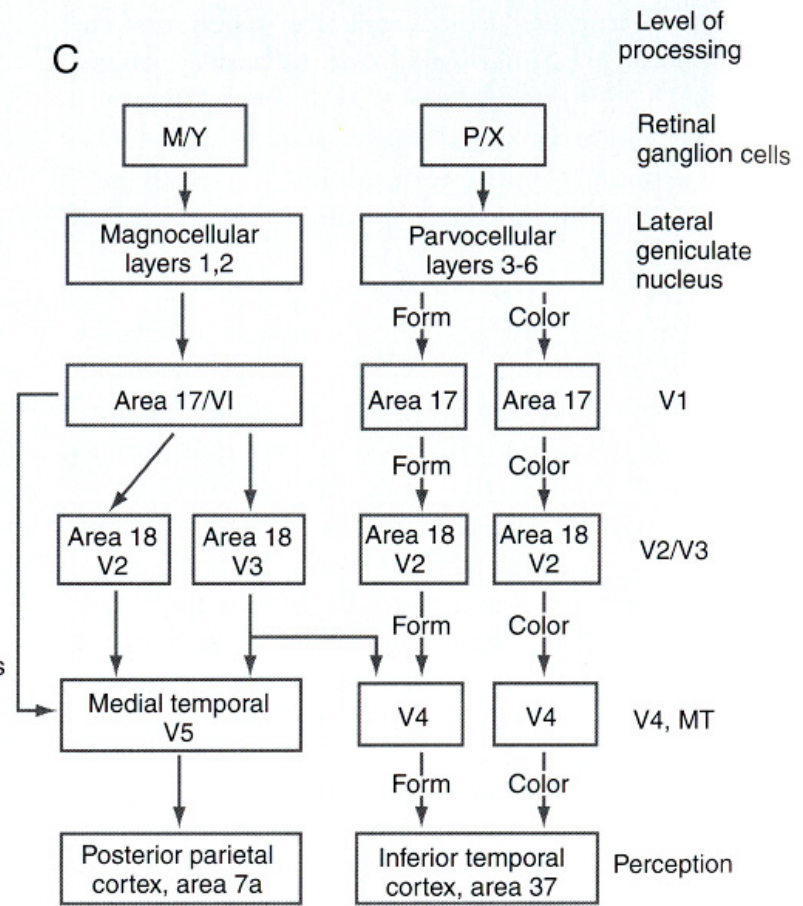 Level of
processing
C
M/Y
P/X
Retinal
ganglion cells
Magnocellular
layers 1,2
Parvocellular
layers 3-6
Lateral
geniculate
nucleus
Form
Color
Area 17/VI
Area 17
Area 17
V1
Form
Color
Area 18
V2
Area 18
V3
Area 18
V2
Area 18
V2
V2/V3
Form
Color
s
Medial temporal
V5
V4
V4
V4, MT
Form
Color
Posterior parietal
cortex, area 7a
Inferior temporal
cortex, area 37
Perception